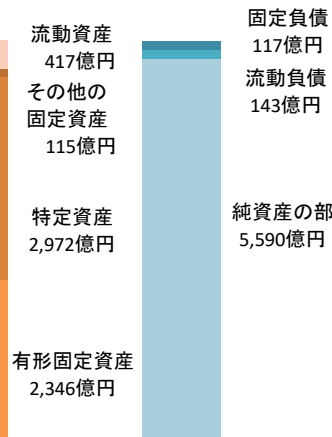 流動資産
417億円
その他の
固定資産
115億円
特定資産
2,972億円
有形固定資産
2,346億円
固定負債
117億円
流動負債
143億円
純資産の部
5,590億円